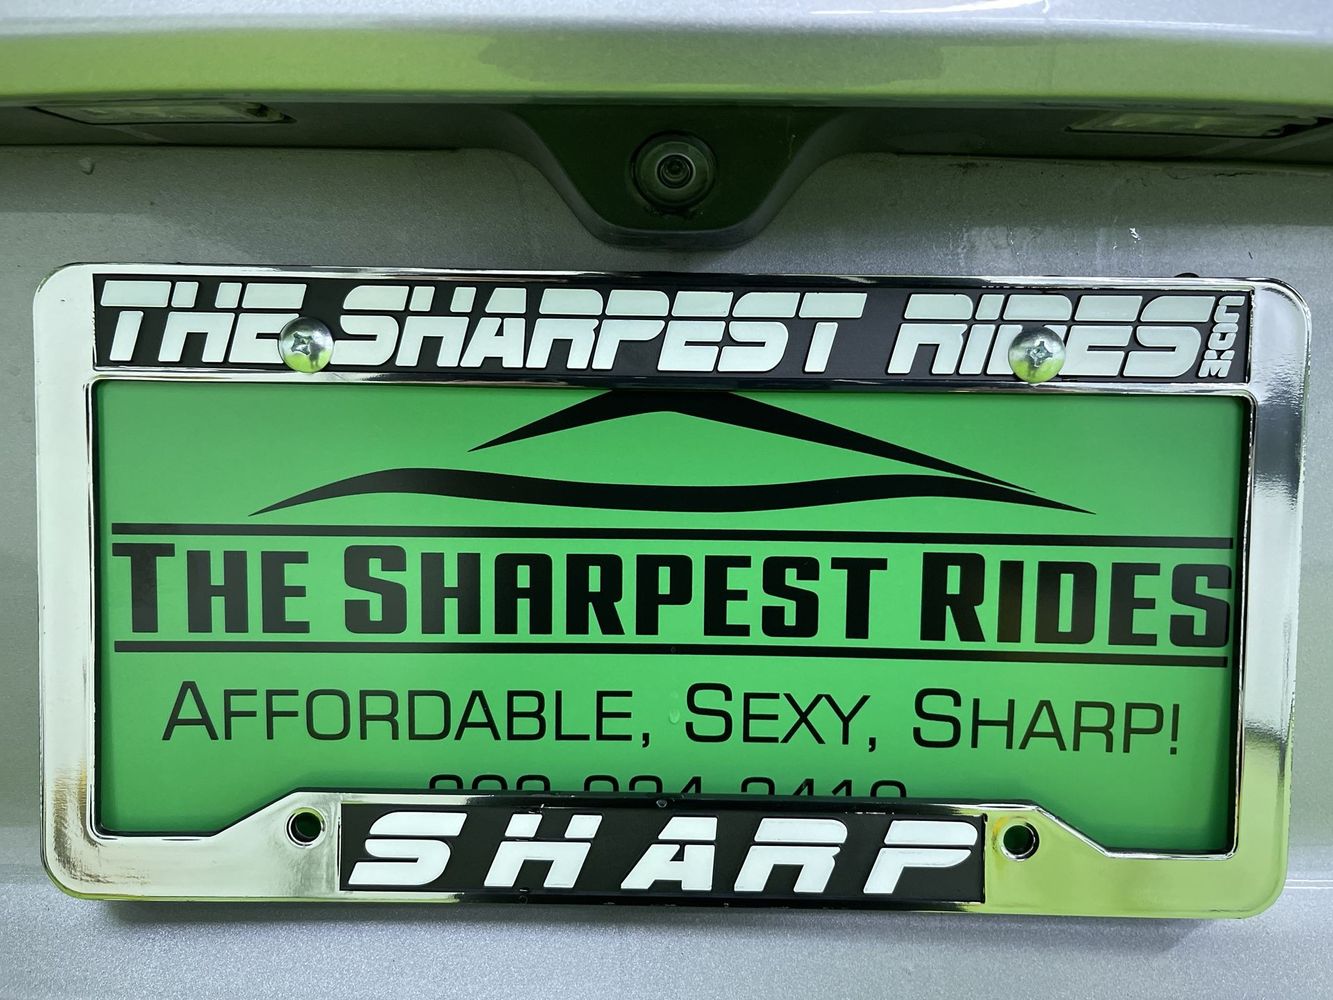 THE SHARPEST RIDES.COM
THE SHARPEST RIDES
AFFORDABLE, SEXY, SHARP!
SHARP